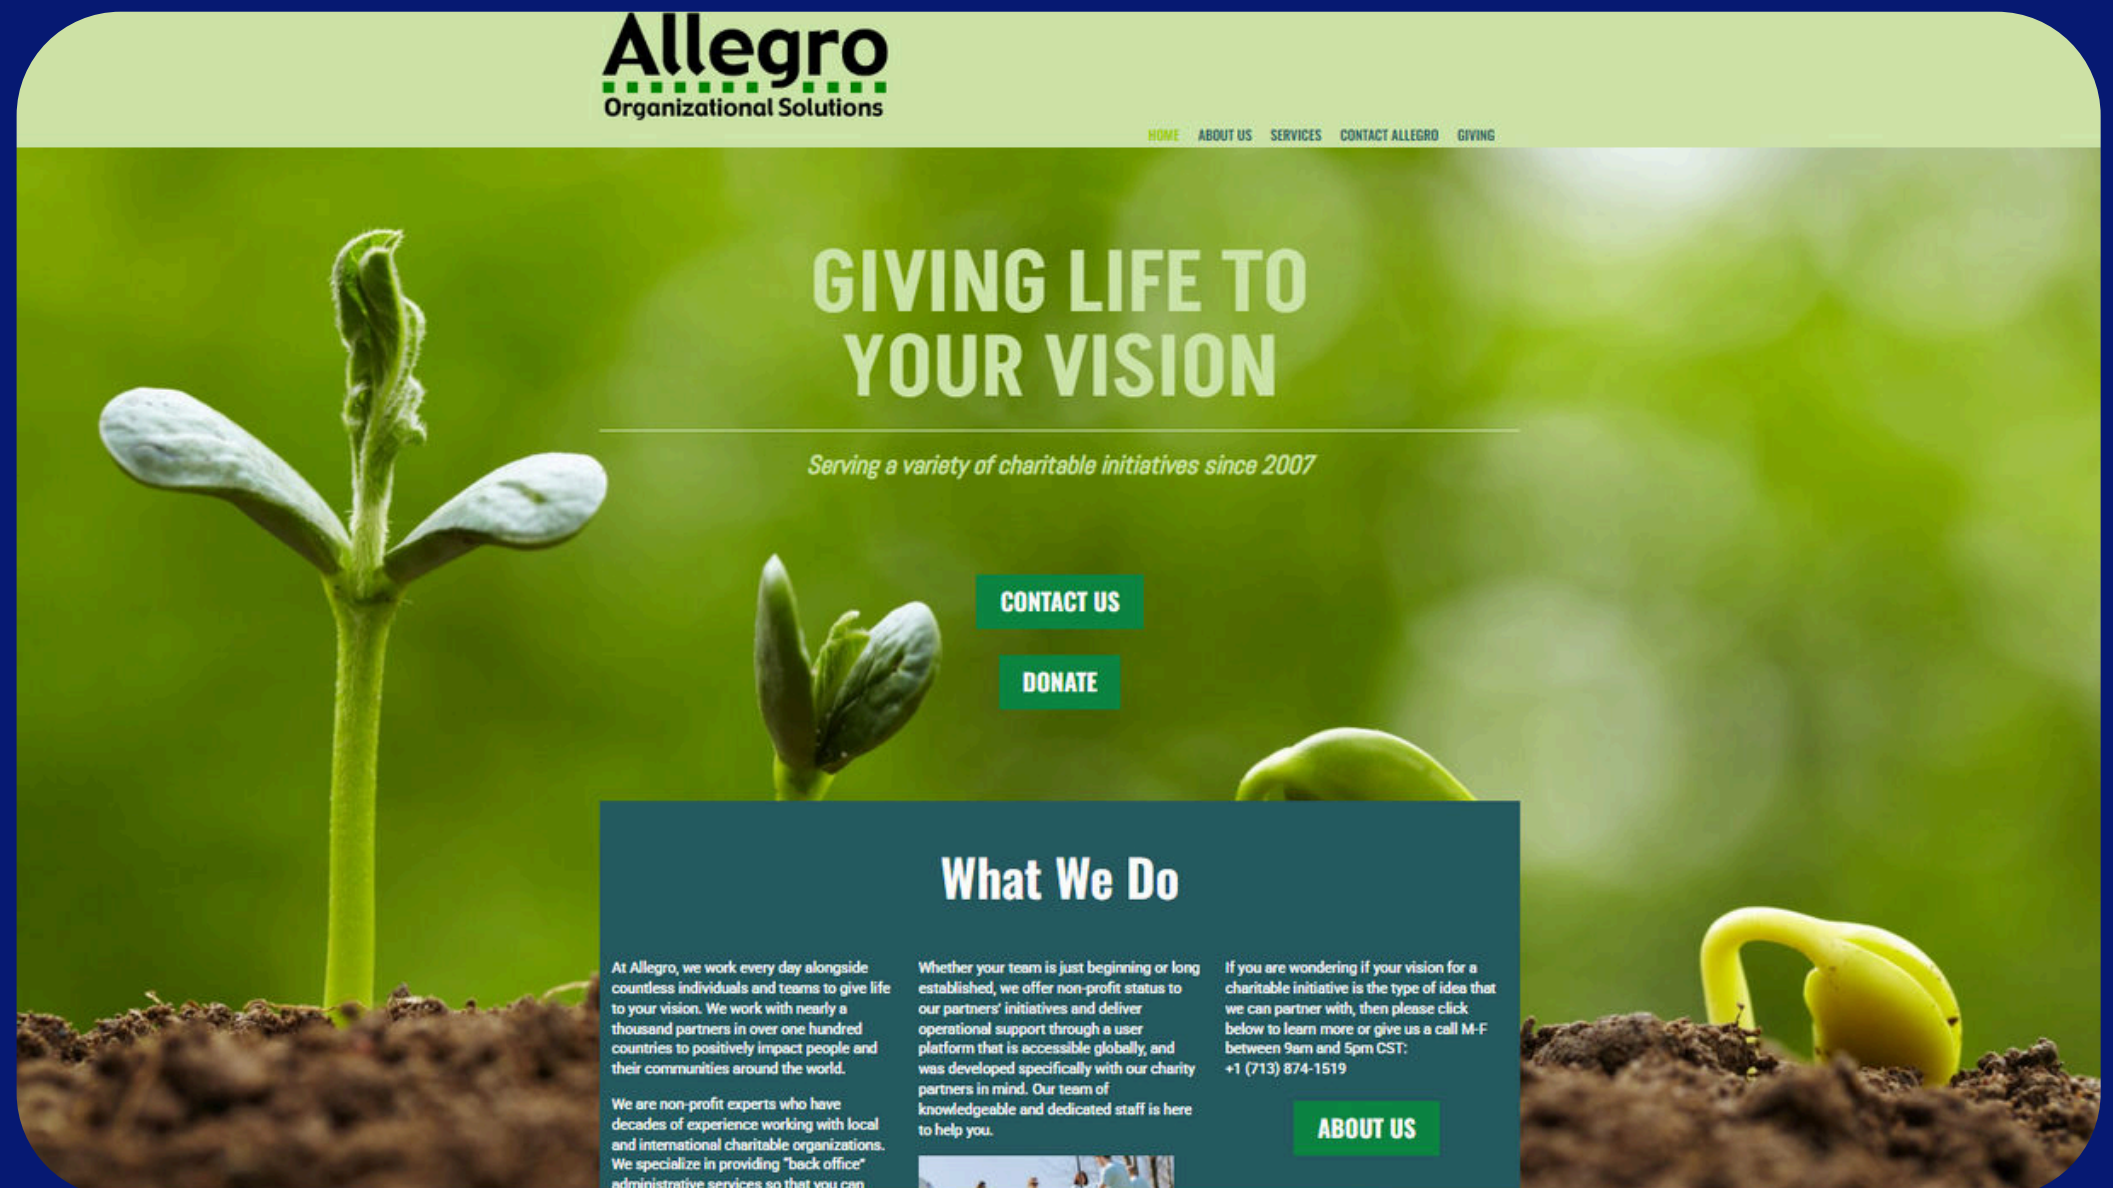 Allegro
Organizational Solutions
HOME ABOUT US SERVICES CONTACT ALLEGRO GIVING
GIVING LIFE TO
YOUR VISION
Serving a variety of charitable initiatives since 2007
CONTACT US
DONATE
What We Do
At Allegro, we work every day alongside
countless individuals and teams to give life
to your vision. We work with nearly a
thousand partners in over one hundred
countries to positively impact people and
their communities around the world.
We are non-profit experts who have
decades of experience working with local
and international charitable organizations.
We specialize in providing "back office"
administrative services so that you can
Whether your team is just beginning or long
established, we offer non-profit status to
our partners' initiatives and deliver
operational support through a user
platform that is accessible globally, and
was developed specifically with our charity
partners in mind. Our team of
knowledgeable and dedicated staff is here
to help you.
If you are wondering if your vision for a
charitable initiative is the type of idea that
we can partner with, then please click
below to learn more or give us a call M-F
between 9am and 5pm CST:
+1 (713) 874-1519
ABOUT US